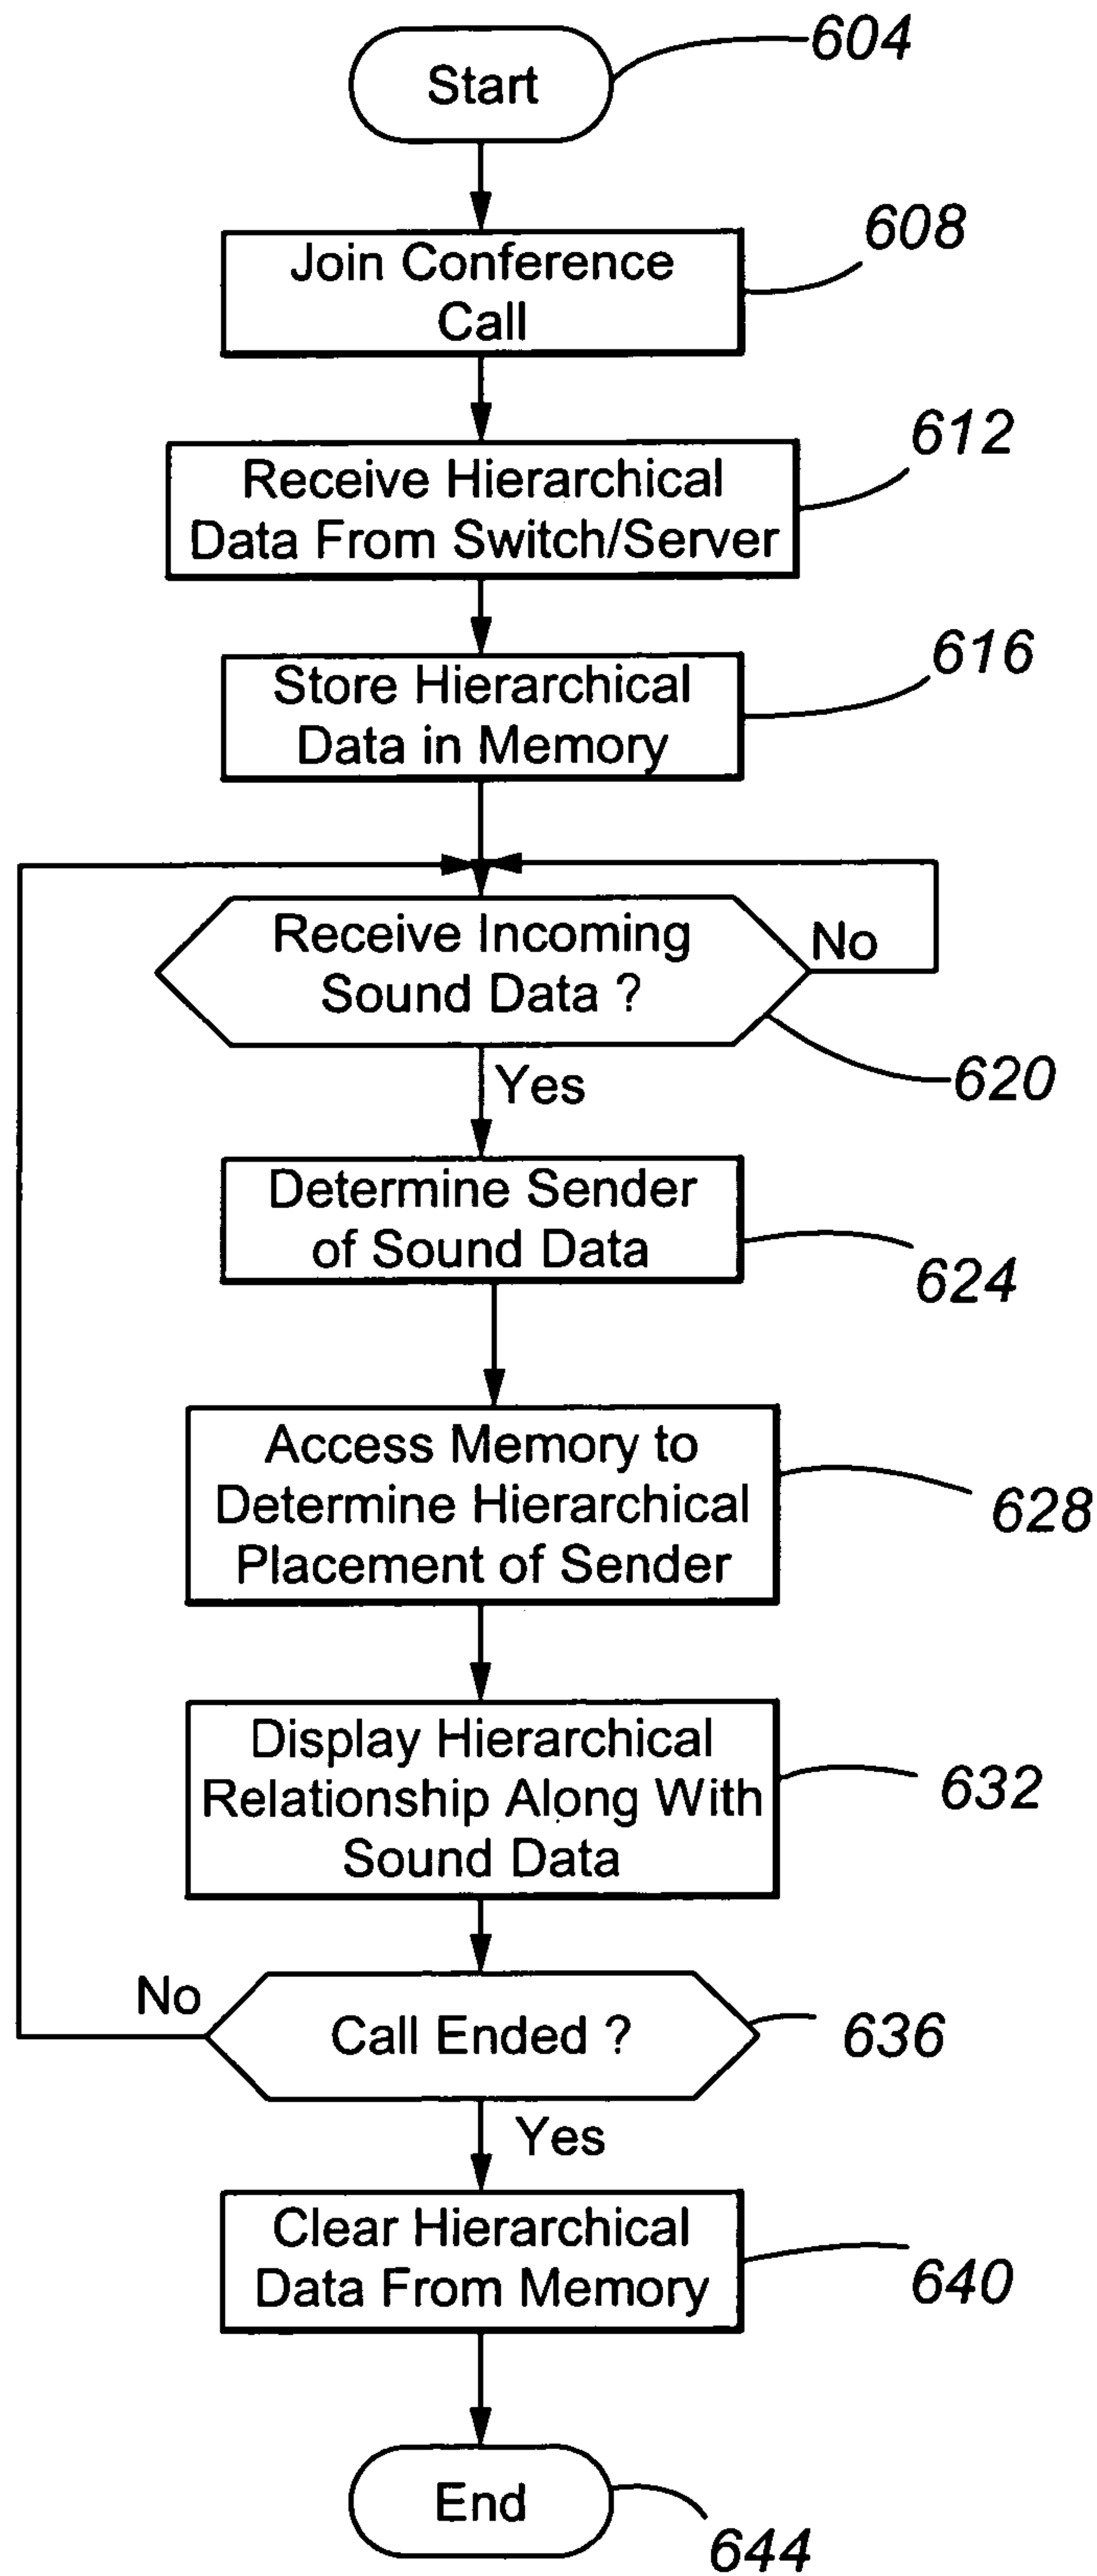 Start
604
Join Conference
Call
608
Receive Hierarchical
Data From Switch/Server
612
Store Hierarchical
Data in Memory
616
Receive Incoming
Sound Data ?
No
620
Yes
Determine Sender
of Sound Data
624
Access Memory to
Determine Hierarchical
Placement of Sender
628
Display Hierarchical
Relationship Along With
Sound Data
632
No
Call Ended ?
636
Yes
Clear Hierarchical
Data From Memory
640
End
644